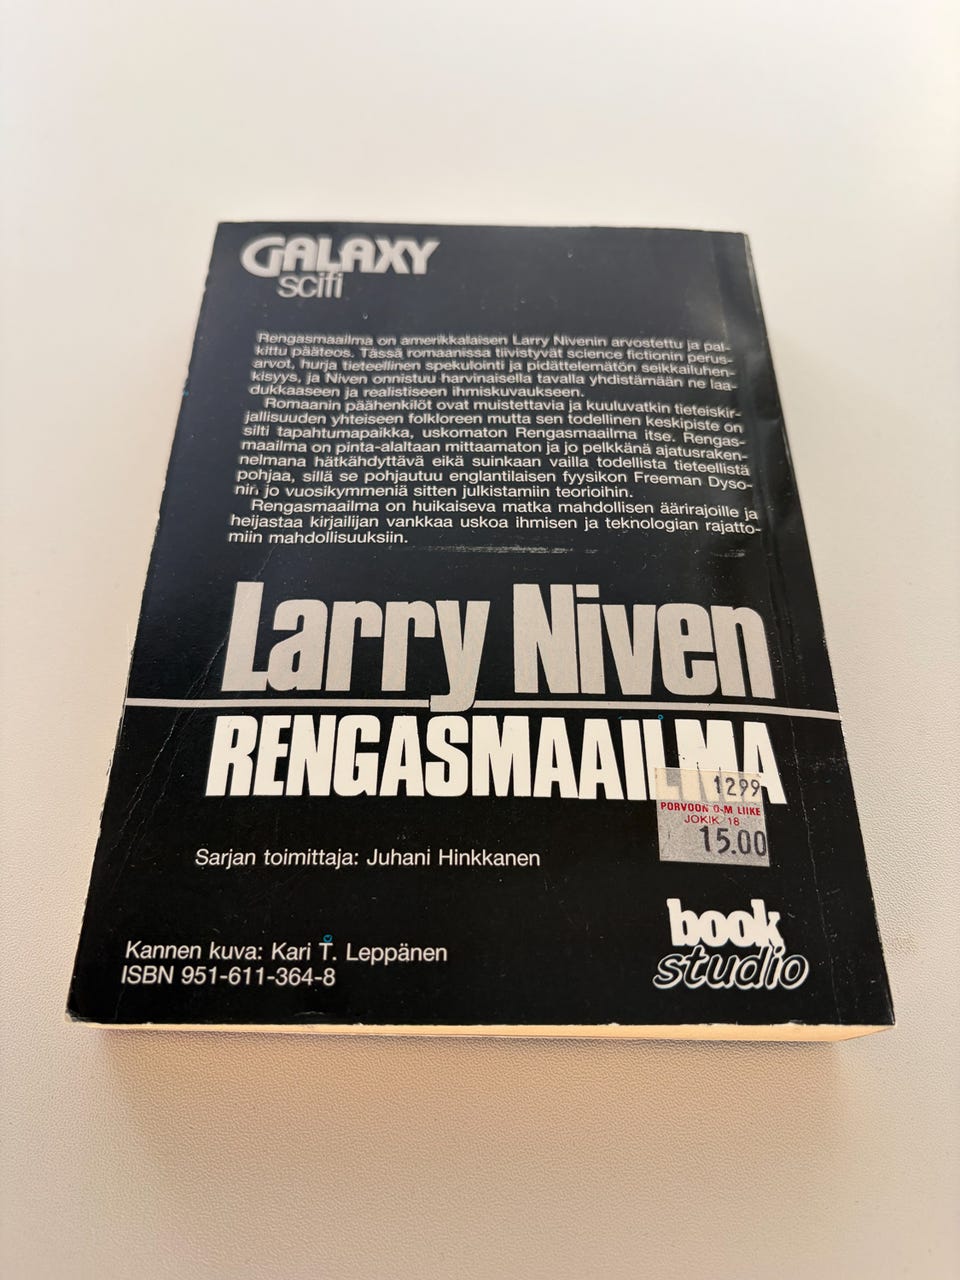 GALAXY
scifi
Rengasmaailma on amerikkalaisen Larry Nivenin arvostettu ja pal-
kittu pääteos. Tässä romaanissa tiivistyvät science fictionin perus-
arvot, hurja tieteellinen spekulointi ja pidättelemätön seikkailuhen-
kisyys, ja Niven onnistuu harvinaisella tavalla yhdistämään ne laa-
dukkaaseen ja realistiseen ihmiskuvaukseen.
Romaanin päähenkilöt ovat muistettavia ja kuuluvatkin tieteiskir-
jallisuuden yhteiseen folkloreen mutta sen todellinen keskipiste on
silti tapahtumapaikka, uskomaton Rengasmaailma itse. Rengas-
maailma on pinta-alaltaan mittaamaton ja jo pelkkänä ajatusraken-
nelmana hätkähdyttävä eikä suinkaan vailla todellista tieteellistä
pohjaa, sillä se pohjautuu englantilaisen fyysikon Freeman Dyso-
nin jo vuosikymmeniä sitten julkistamiin teorioihin.
Rengasmaailma on huikaiseva matka mahdollisen äärirajoille ja
heijastaa kirjailijan vankkaa uskoa ihmisen ja teknologian rajatto-
miin mahdollisuuksiin.
Larry Niven
RENGASMAAILMA
1299
PORVOON O-M LIIKE
JOKIK 18
15.00
Sarjan toimittaja: Juhani Hinkkanen
book
studio
Kannen kuva: Kari T. Leppänen
ISBN 951-611-364-8